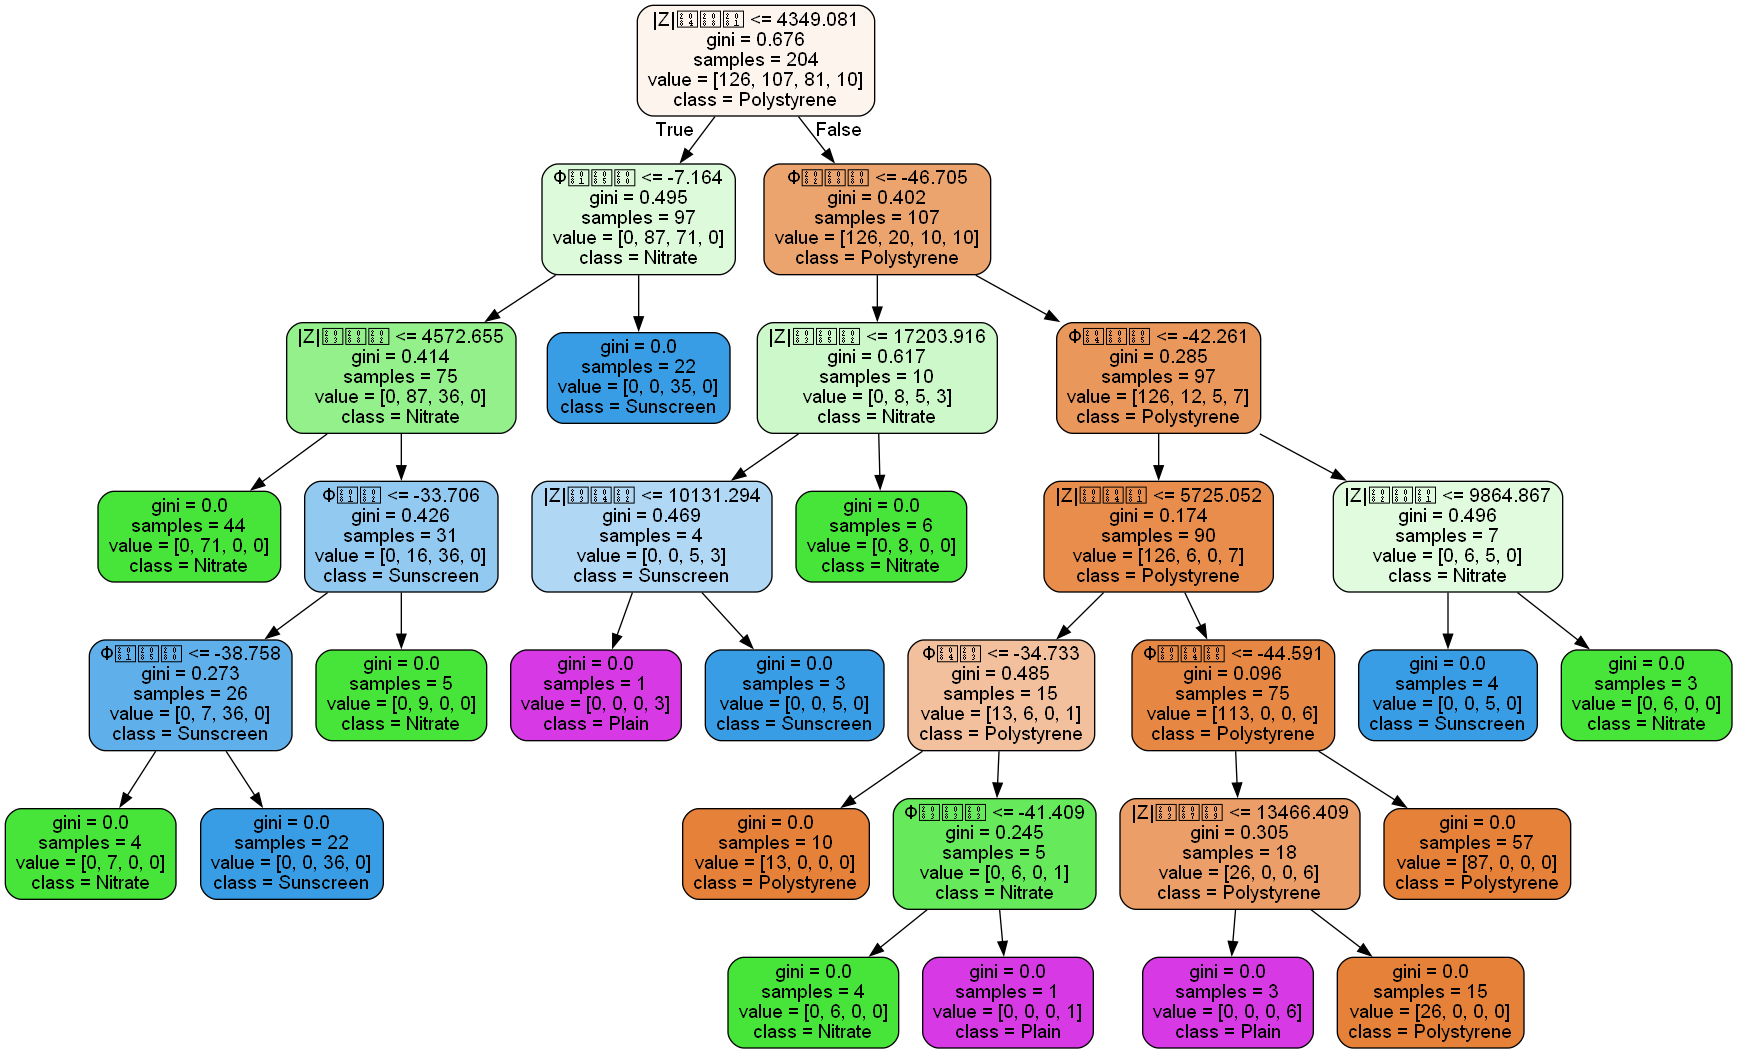 |Z| <= 4349.081
gini = 0.676
samples = 204
value = [126, 107, 81, 10]
class = Polystyrene
True
False
Φ <= -7.164
gini = 0.495
samples = 97
value = [0, 87, 71, 0]
class = Nitrate
Φ <= -46.705
gini = 0.402
samples = 107
value = [126, 20, 10, 10]
class = Polystyrene
|Z| <= 4572.655
gini = 0.414
samples = 75
value = [0, 87, 36, 0]
class = Nitrate
gini = 0.0
samples = 22
value = [0, 0, 35, 0]
class = Sunscreen
|Z| <= 17203.916
gini = 0.617
samples = 10
value = [0, 8, 5, 3]
class = Nitrate
Φ <= -42.261
gini = 0.285
samples = 97
value = [126, 12, 5, 7]
class = Polystyrene
gini = 0.0
samples = 44
value = [0, 71, 0, 0]
class = Nitrate
Φ <= -33.706
gini = 0.426
samples = 31
value = [0, 16, 36, 0]
class = Sunscreen
|Z| <= 10131.294
gini = 0.469
samples = 4
value = [0, 0, 5, 3]
class = Sunscreen
gini = 0.0
samples = 6
value = [0, 8, 0, 0]
class = Nitrate
|Z| <= 5725.052
gini = 0.174
samples = 90
value = [126, 6, 0, 7]
class = Polystyrene
|Z| <= 9864.867
gini = 0.496
samples = 7
value = [0, 6, 5, 0]
class = Nitrate
Φ <= -38.758
gini = 0.273
samples = 26
value = [0, 7, 36, 0]
class = Sunscreen
gini = 0.0
samples = 5
value = [0, 9, 0, 0]
class = Nitrate
gini = 0.0
samples = 1
value = [0, 0, 0, 3]
class = Plain
gini = 0.0
samples = 3
value = [0, 0, 5, 0]
class = Sunscreen
Φ <= -34.733
gini = 0.485
samples = 15
value = [13, 6, 0, 1]
class = Polystyrene
Φ <= -44.591
gini = 0.096
samples = 75
value = [113, 0, 0, 6]
class = Polystyrene
gini = 0.0
samples = 4
value = [0, 0, 5, 0]
class = Sunscreen
gini = 0.0
samples = 3
value = [0, 6, 0, 0]
class = Nitrate
gini = 0.0
samples = 4
value = [0, 7, 0, 0]
class = Nitrate
gini = 0.0
samples = 22
value = [0, 0, 36, 0]
class = Sunscreen
gini = 0.0
samples = 10
value = [13, 0, 0, 0]
class = Polystyrene
Φ <= -41.409
gini = 0.245
samples = 5
value = [0, 6, 0, 1]
class = Nitrate
|Z| <= 13466.409
gini = 0.305
samples = 18
value = [26, 0, 0, 6]
class = Polystyrene
gini = 0.0
samples = 57
value = [87, 0, 0, 0]
class = Polystyrene
gini = 0.0
samples = 4
value = [0, 6, 0, 0]
class = Nitrate
gini = 0.0
samples = 1
value = [0, 0, 0, 1]
class = Plain
gini = 0.0
samples = 3
value = [0, 0, 0, 6]
class = Plain
gini = 0.0
samples = 15
value = [26, 0, 0, 0]
class = Polystyrene